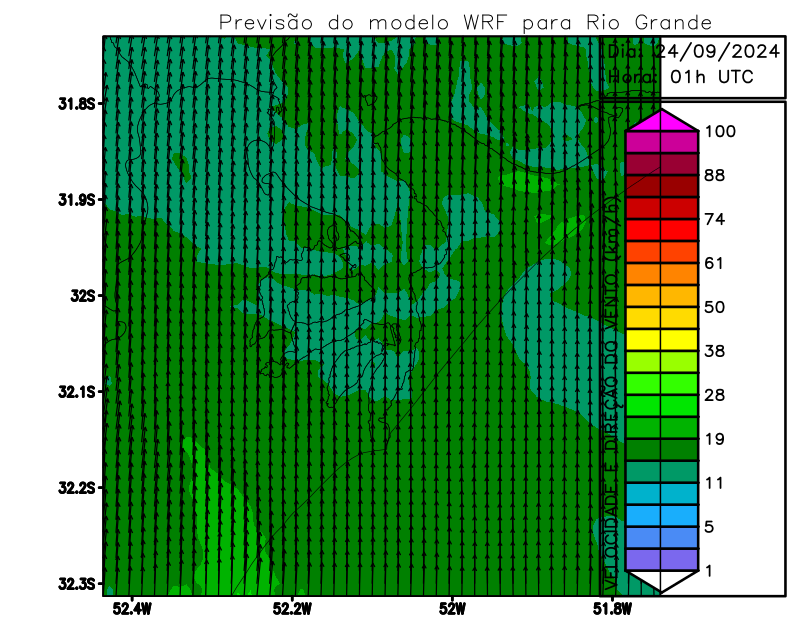 Previsão do modelo WRF para Rio Grande
Dia: 24/09/2024
Hora: 01h UTC
31.8S
31.9S
32S
32.1S
32.2S
32.3S
52.4W
52.2W
52W
51.8W
VELOCIDADE E DIREÇÃO DO VENTO (km/h)
100
88
74
61
50
38
28
19
11
5
1